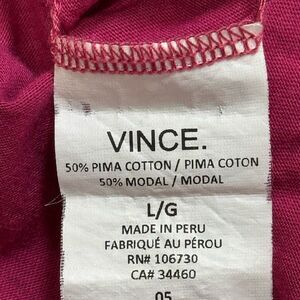 VINCE.
50% PIMA COTTON / PIMA COTON
50% MODAL / MODAL
L/G
MADE IN PERU
FABRIQUÉ AU PÉROU
RN# 106730
CA# 34460
05